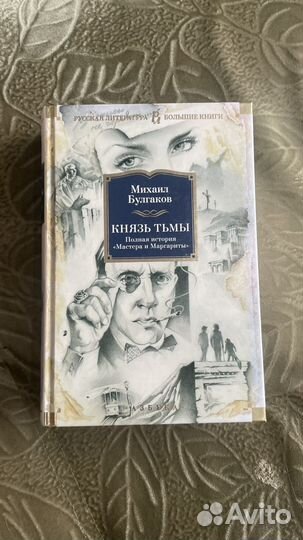 РУССКАЯ ЛИТЕРАТУРА БОЛЬШИЕ КНИГИ
Михаил
Булгаков
КНЯЗЬ ТЬМЫ
Полная история
«Мастера и Маргариты»
АЗБУКА
Avito